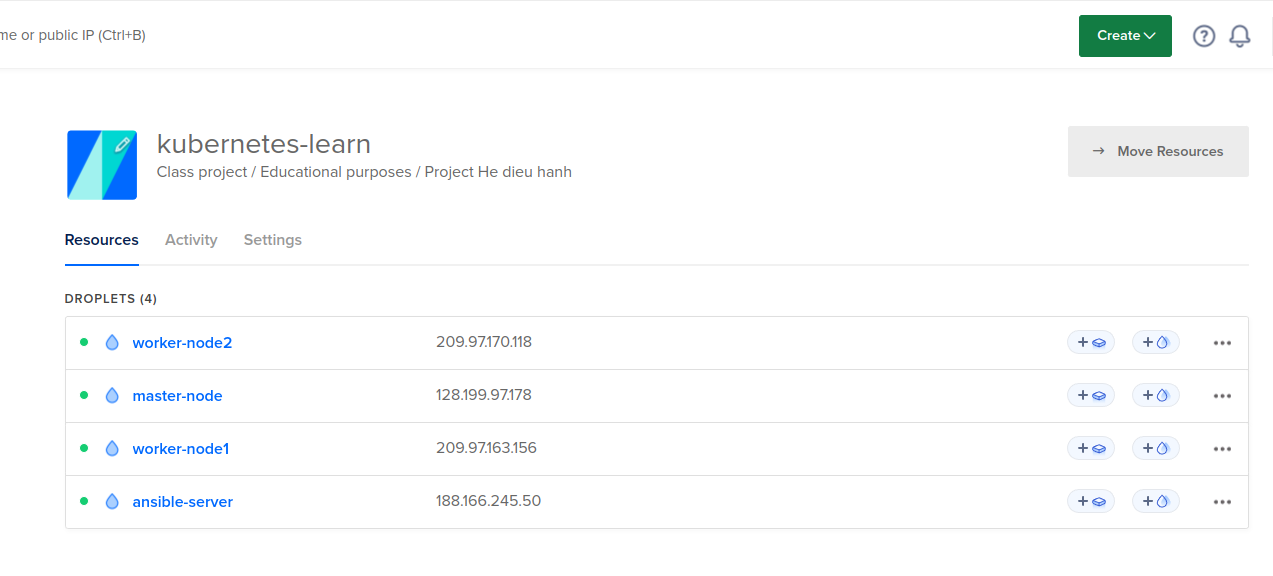 me or public IP (Ctrl+B)
Create
kubernetes-learn
Class project / Educational purposes / Project He dieu hanh
Move Resources
Resources Activity Settings
DROPLETS (4)
worker-node2 209.97.170.118
master-node 128.199.97.178
worker-node1 209.97.163.156
ansible-server 188.166.245.50